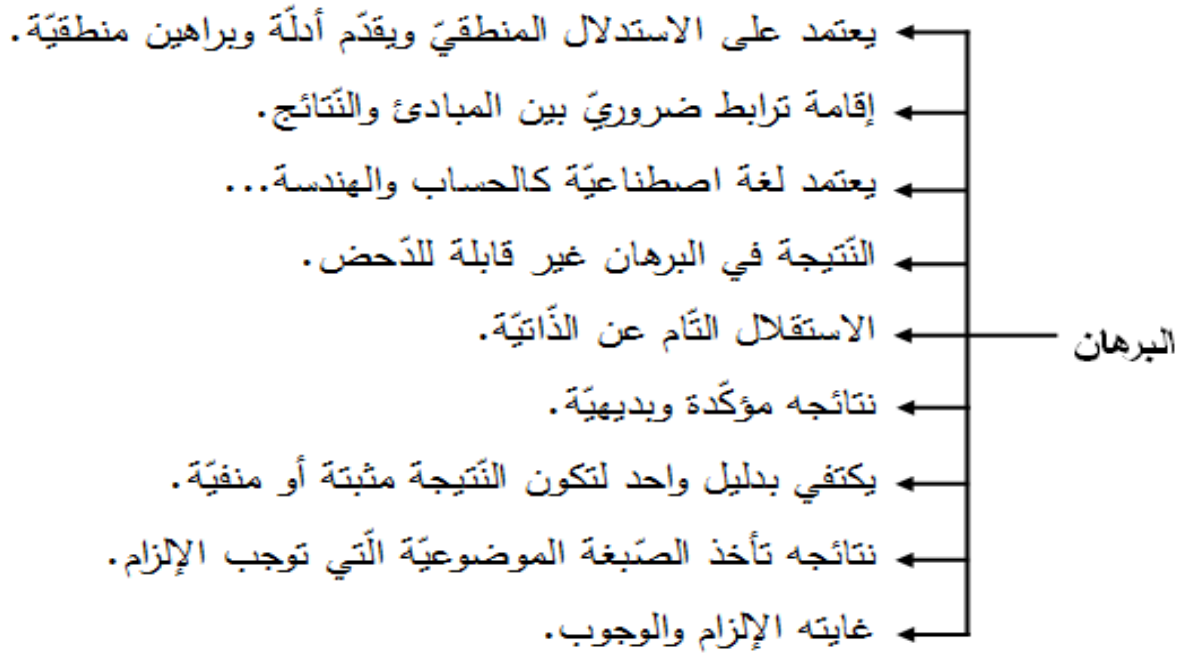 يعتمد على الاستدلال المنطقيّ ويقدّم أدلّة وبراهين منطقيّة.
إقامة ترابط ضروريّ بين المبادئ والنّتائج.
يعتمد لغة اصطناعيّة كالحساب والهندسة...
النّتيجة في البرهان غير قابلة للدّحض.
الاستقلال التّام عن الذّاتيّة.
البرهان
نتائجه مؤكّدة وبديهيّة.
يكتفي بدليل واحد لتكون النّتيجة مثبتة أو منفيّة.
نتائجه تأخذ الصّبغة الموضوعيّة الّتي توجب الإلزام.
غايته الإلزام والوجوب.